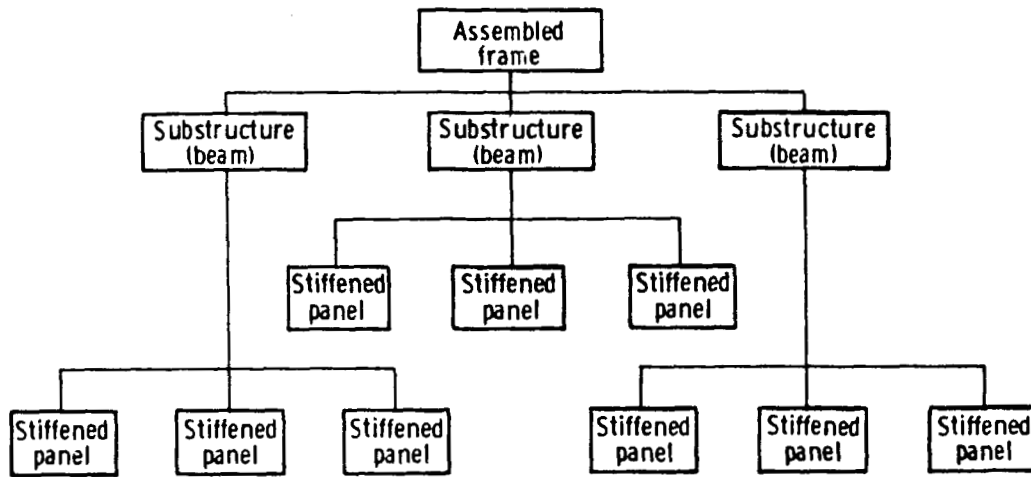 Assembled
frame
Substructure
(beam)
Substructure
(beam)
Substructure
(beam)
Stiffened
panel
Stiffened
panel
Stiffened
panel
Stiffened
panel
Stiffened
panel
Stiffened
panel
Stiffened
panel
Stiffened
panel
Stiffened
panel